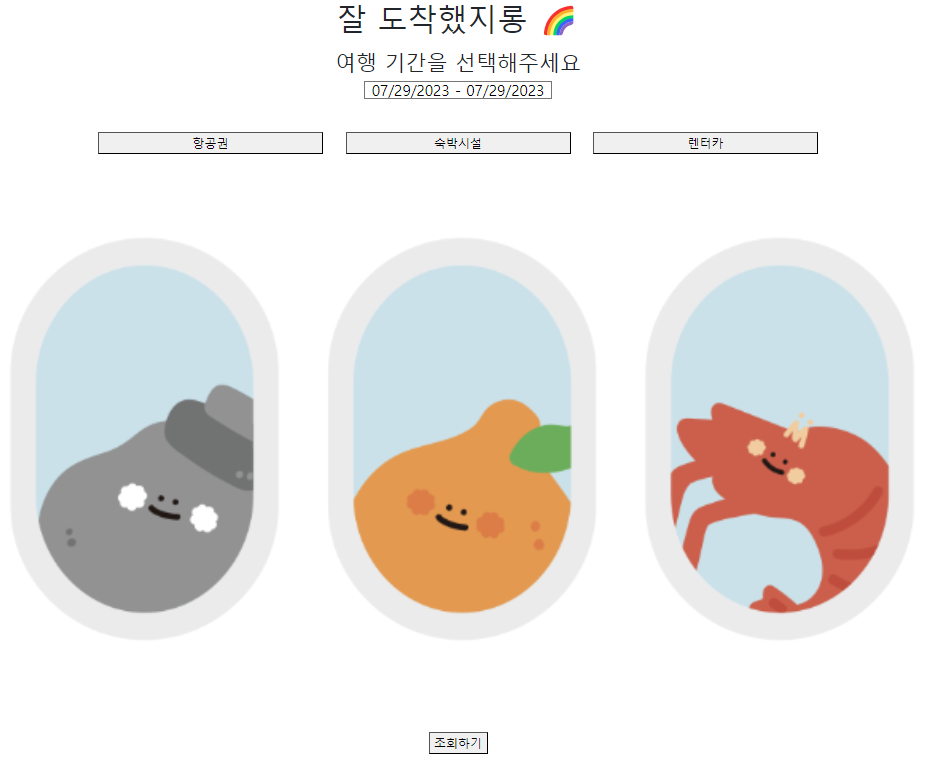 잘 도착했지롱 🌈
여행 기간을 선택해주세요
07/29/2023 - 07/29/2023
항공권 숙박시설 렌터카
조회하기